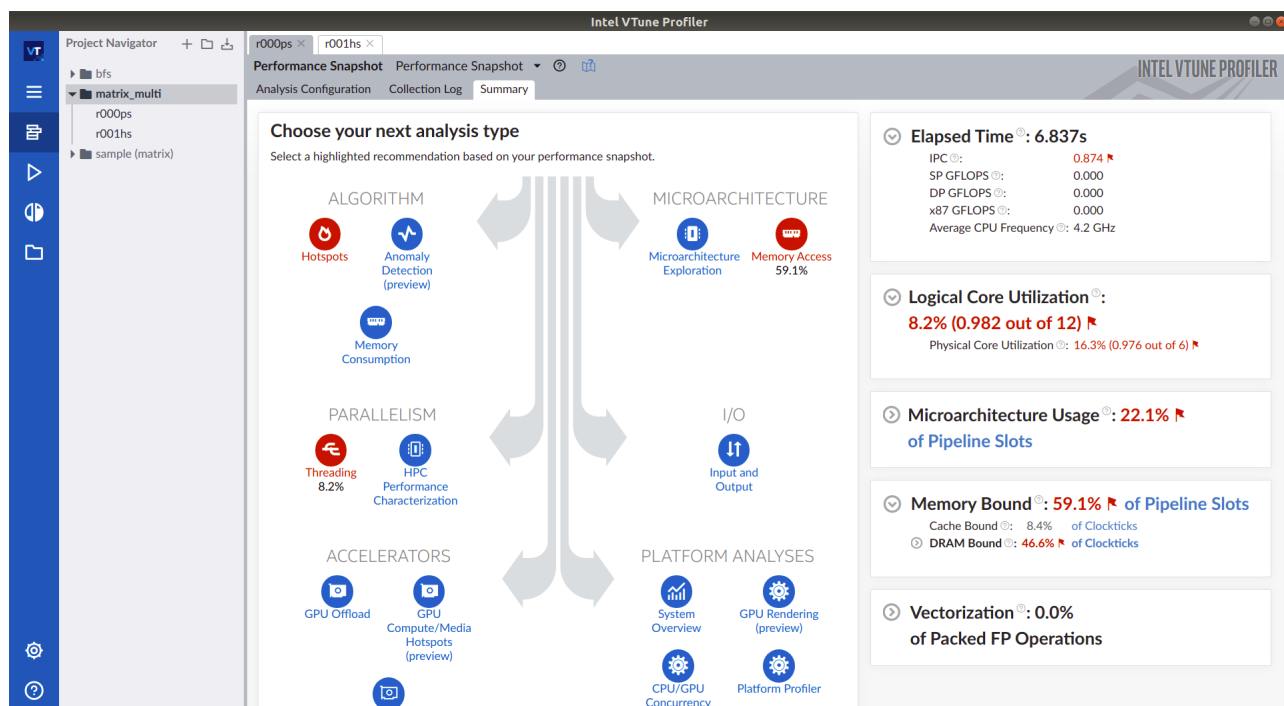 Intel VTune Profiler
VT
Project Navigator
bfs
matrix_multi
r000ps
r001hs
sample (matrix)
r000ps ×
r001hs ×
Performance Snapshot Performance Snapshot
INTEL VTUNE PROFILER
Analysis Configuration Collection Log Summary
Choose your next analysis type
Select a highlighted recommendation based on your performance snapshot.
ALGORITHM
Hotspots
Anomaly
Detection
(preview)
Memory
Consumption
MICROARCHITECTURE
Microarchitecture
Exploration
Memory Access
59.1%
PARALLELISM
Threading
8.2%
HPC
Performance
Characterization
I/O
Input and
Output
ACCELERATORS
GPU Offload
GPU
Compute/Media
Hotspots
(preview)
PLATFORM ANALYSES
System
Overview
GPU Rendering
(preview)
CPU/GPU
Concurrency
Platform Profiler
Elapsed Time: 6.837s
IPC: 0.874
SP GFLOPS: 0.000
DP GFLOPS: 0.000
x87 GFLOPS: 0.000
Average CPU Frequency: 4.2 GHz
Logical Core Utilization:
8.2% (0.982 out of 12)
Physical Core Utilization: 16.3% (0.976 out of 6)
Microarchitecture Usage: 22.1%
of Pipeline Slots
Memory Bound: 59.1% of Pipeline Slots
Cache Bound: 8.4% of Clockticks
DRAM Bound: 46.6% of Clockticks
Vectorization: 0.0%
of Packed FP Operations